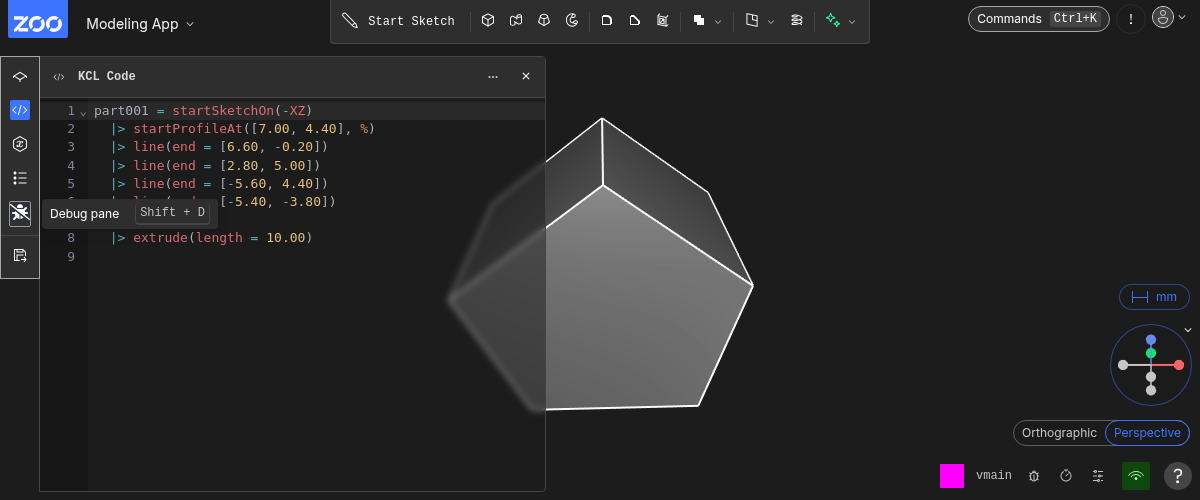 ZOO
Modeling App
Start Sketch
Commands Ctrl+K
!
KCL Code
1 part001 = startSketchOn(-XZ)
2 |> startProfileAt([7.00, 4.40], %)
3 |> line(end = [6.60, -0.20])
4 |> line(end = [2.80, 5.00])
5 |> line(end = [-5.60, 4.40])
[-5.40, -3.80])
Debug pane Shift + D
8 |> extrude(length = 10.00)
9
mm
Orthographic Perspective
vmain
?